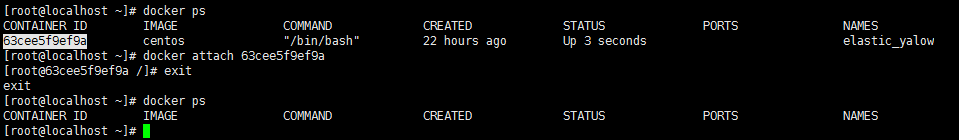 [root@localhost ~]# docker ps
CONTAINER ID IMAGE COMMAND CREATED STATUS PORTS NAMES
63cee5f9ef9a centos "/bin/bash" 22 hours ago Up 3 seconds elastic_yalow
[root@localhost ~]# docker attach 63cee5f9ef9a
[root@63cee5f9ef9a /]# exit
exit
[root@localhost ~]# docker ps
CONTAINER ID IMAGE COMMAND CREATED STATUS PORTS NAMES
[root@localhost ~]#